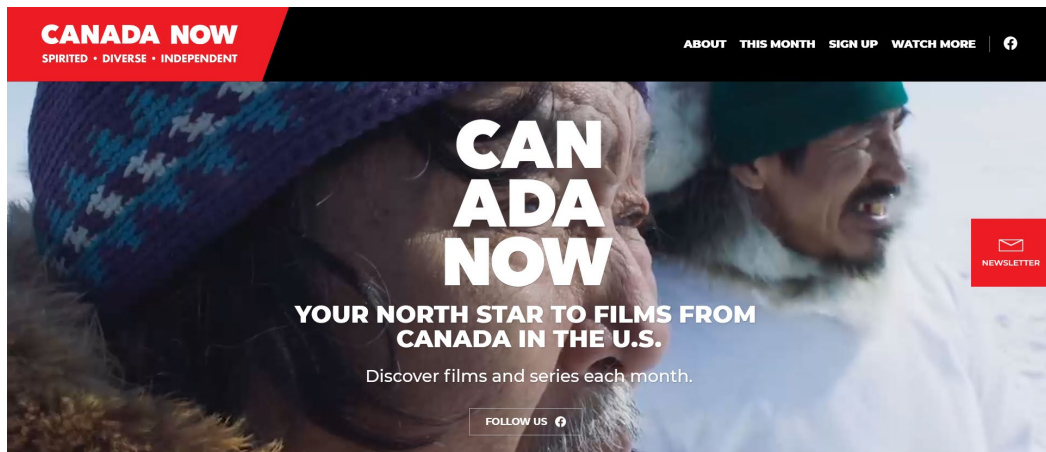 CANADA NOW
SPIRITED • DIVERSE • INDEPENDENT
ABOUT THIS MONTH SIGN UP WATCH MORE
CAN
ADA
NOW
NEWSLETTER
YOUR NORTH STAR TO FILMS FROM
CANADA IN THE U.S.
Discover films and series each month.
FOLLOW US